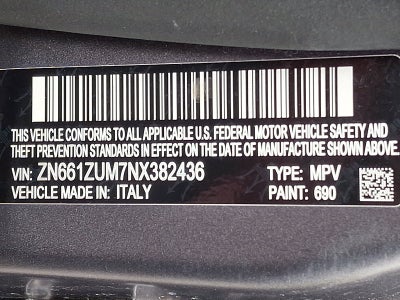 THIS VEHICLE CONFORMS TO ALL APPLICABLE U.S. FEDERAL MOTOR VEHICLE SAFETY AND
THEFT PREVENTION STANDARDS IN EFFECT ON THE DATE OF MANUFACTURE SHOWN ABOVE.
VIN: ZN661ZUM7NX382436 TYPE: MPV
VEHICLE MADE IN: ITALY PAINT: 690